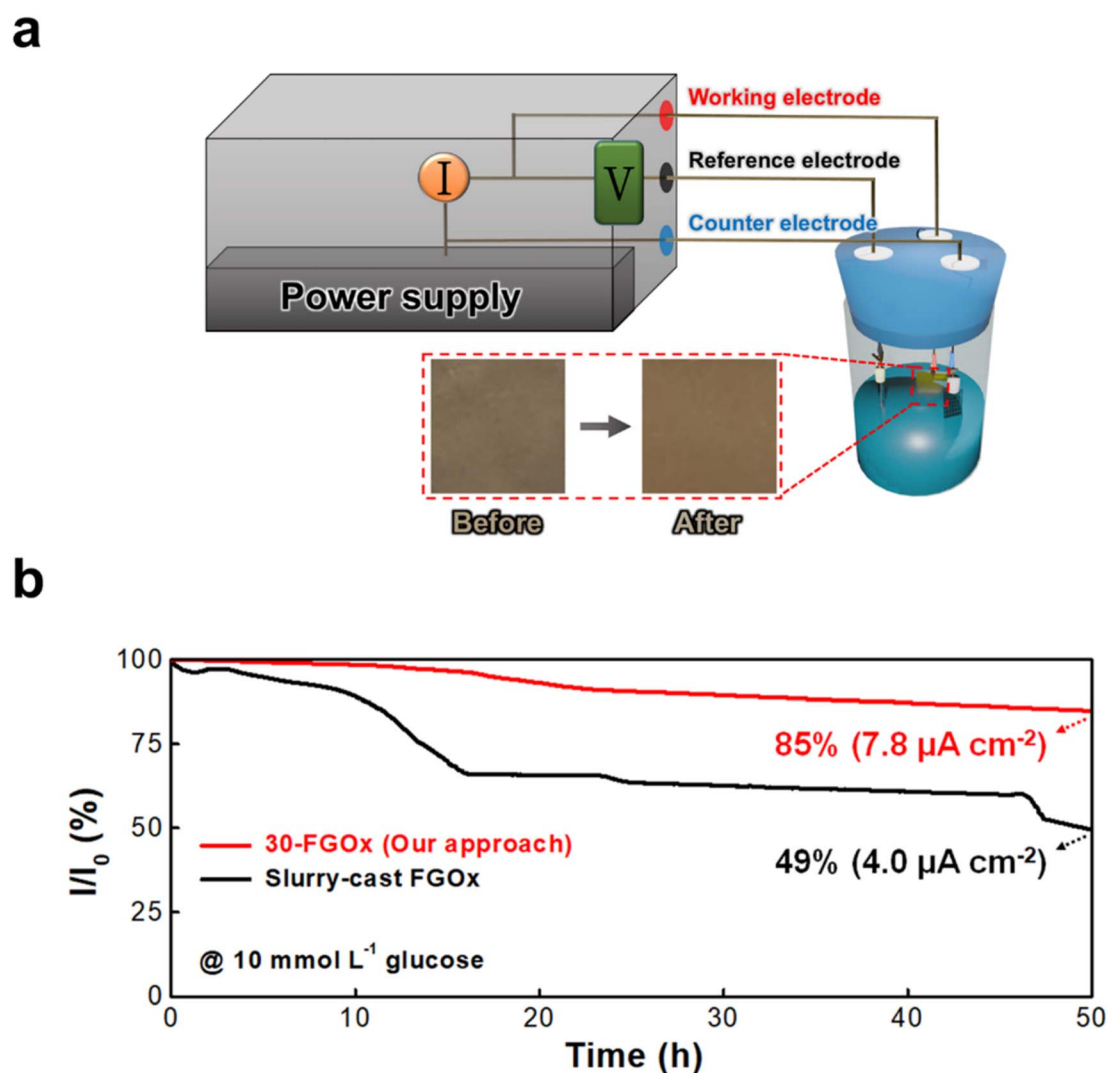 a
Working electrode
Reference electrode
Counter electrode
I
V
Power supply
Before
After
b
100
75
50
25
0
I/I₀ (%)
85% (7.8 µA cm⁻²)
30-FGOx (Our approach)
Slurry-cast FGOx
49% (4.0 µA cm⁻²)
@ 10 mmol L⁻¹ glucose
0
10
20
30
40
50
Time (h)